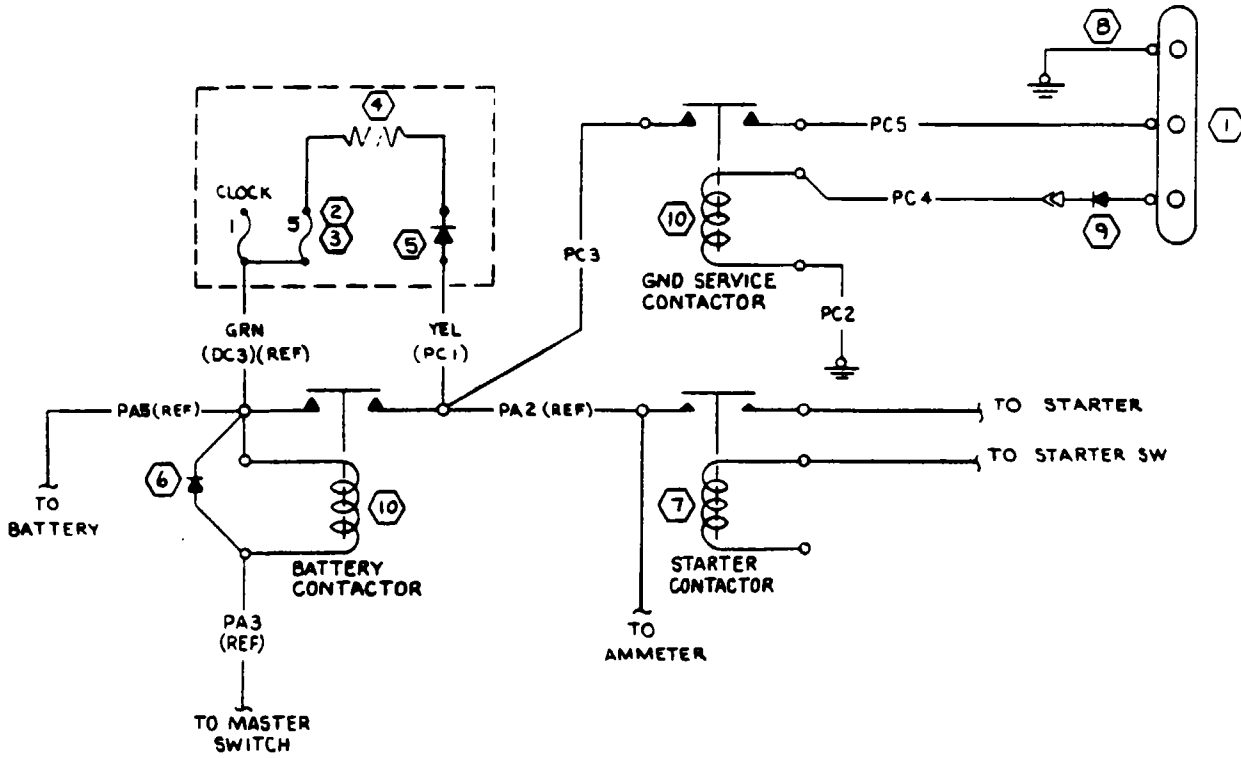 8
4
PC5
1
CLOCK
1
5
2
3
5
PC4
9
10
PC3
GND SERVICE
CONTACTOR
PC2
GRN
(DC3)(REF)
YEL
(PC1)
PA5(REF)
PA2(REF)
TO STARTER
TO STARTER SW
6
10
7
TO
BATTERY
BATTERY
CONTACTOR
STARTER
CONTACTOR
PA3
(REF)
TO
AMMETER
TO MASTER
SWITCH